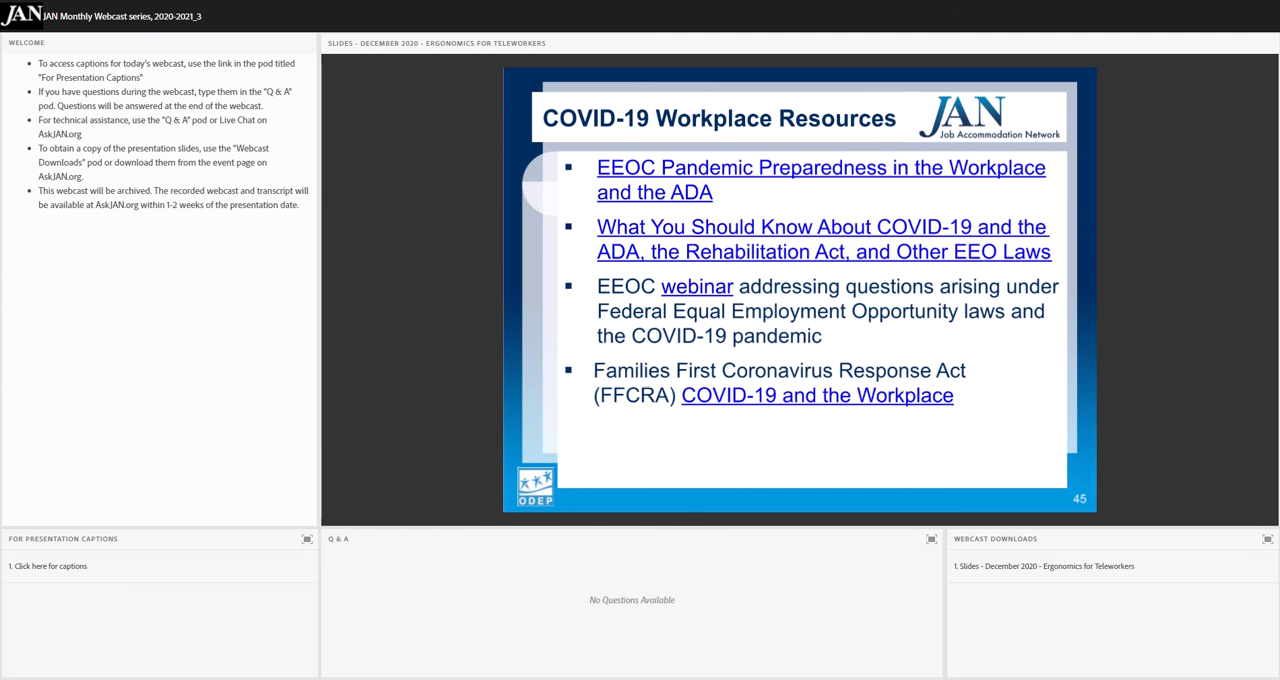 JAN JAN Monthly Webcast series, 2020-2021_3
WELCOME
To access captions for today's webcast, use the link in the pod titled
"For Presentation Captions"
If you have questions during the webcast, type them in the "Q & A"
pod. Questions will be answered at the end of the webcast.
For technical assistance, use the "Q & A" pod or Live Chat on
AskJAN.org
To obtain a copy of the presentation slides, use the "Webcast
Downloads" pod or download them from the event page on
AskJAN.org.
This webcast will be archived. The recorded webcast and transcript will
be available at AskJAN.org within 1-2 weeks of the presentation date.
SLIDES - DECEMBER 2020 - ERGONOMICS FOR TELEWORKERS
COVID-19 Workplace Resources
JAN
Job Accommodation Network
EEOC Pandemic Preparedness in the Workplace
and the ADA
What You Should Know About COVID-19 and the
ADA, the Rehabilitation Act, and Other EEO Laws
EEOC webinar addressing questions arising under
Federal Equal Employment Opportunity laws and
the COVID-19 pandemic
Families First Coronavirus Response Act
(FFCRA) COVID-19 and the Workplace
ODEP
45
FOR PRESENTATION CAPTIONS
1. Click here for captions
Q & A
No Questions Available
WEBCAST DOWNLOADS
1. Slides - December 2020 - Ergonomics for Teleworkers